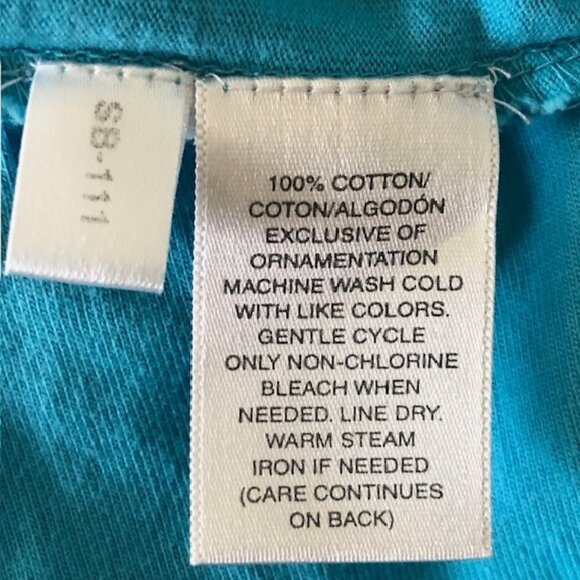 SB-111
100% COTTON/
COTON/ALGODÓN
EXCLUSIVE OF
ORNAMENTATION
MACHINE WASH COLD
WITH LIKE COLORS.
GENTLE CYCLE
ONLY NON-CHLORINE
BLEACH WHEN
NEEDED. LINE DRY.
WARM STEAM
IRON IF NEEDED
(CARE CONTINUES
ON BACK)